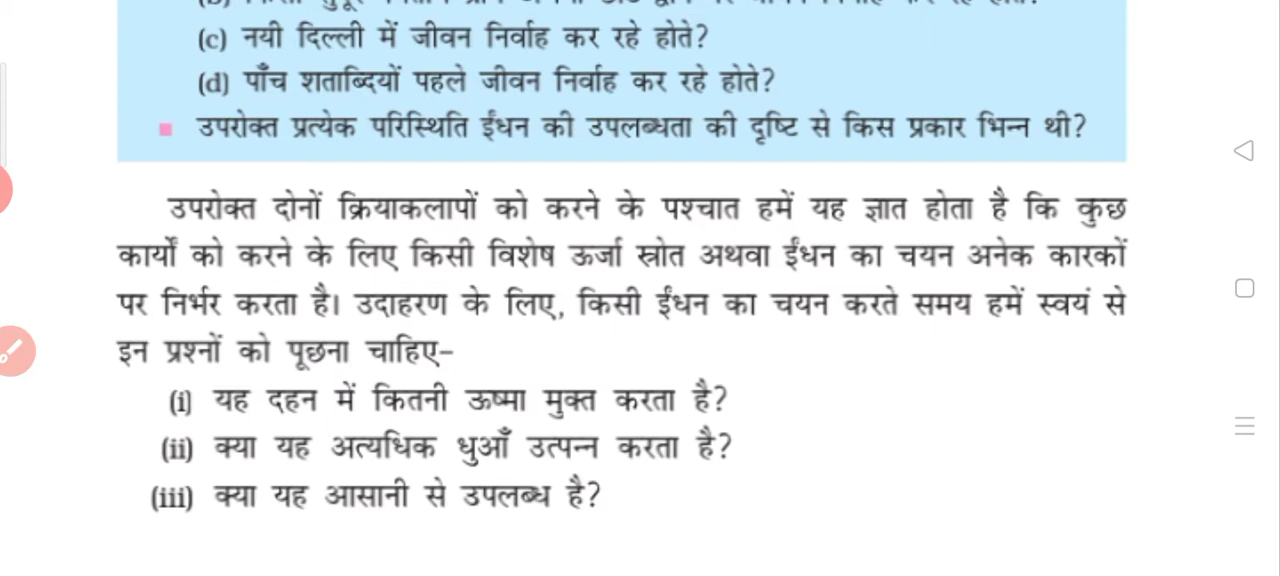 (c) नयी दिल्ली में जीवन निर्वाह कर रहे होते?
(d) पाँच शताब्दियों पहले जीवन निर्वाह कर रहे होते?
■ उपरोक्त प्रत्येक परिस्थिति ईंधन की उपलब्धता की दृष्टि से किस प्रकार भिन्न थी?
उपरोक्त दोनों क्रियाकलापों को करने के पश्चात हमें यह ज्ञात होता है कि कुछ
कार्यों को करने के लिए किसी विशेष ऊर्जा स्रोत अथवा ईंधन का चयन अनेक कारकों
पर निर्भर करता है। उदाहरण के लिए, किसी ईंधन का चयन करते समय हमें स्वयं से
इन प्रश्नों को पूछना चाहिए–
(i) यह दहन में कितनी ऊष्मा मुक्त करता है?
(ii) क्या यह अत्यधिक धुआँ उत्पन्न करता है?
(iii) क्या यह आसानी से उपलब्ध है?